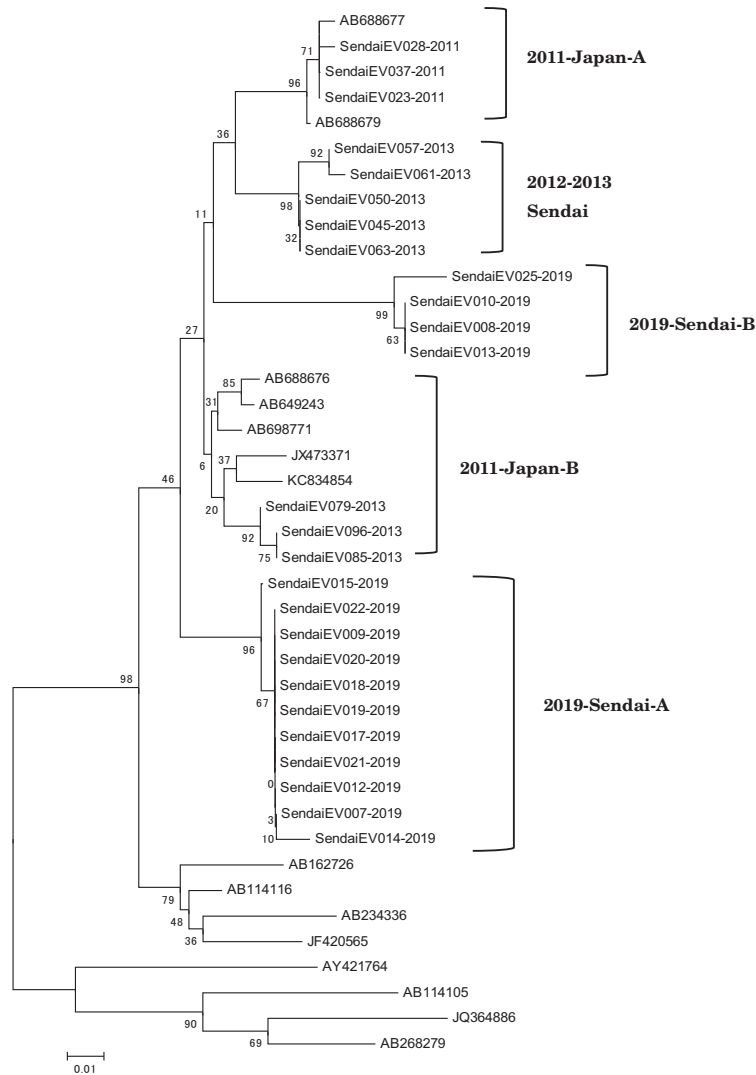 AB688677
71
SendaiEV028-2011
2011-Japan-A
SendaiEV037-2011
96
SendaiEV023-2011
AB688679
36
SendaiEV057-2013
92
SendaiEV061-2013
2012-2013
Sendai
SendaiEV050-2013
98
11
SendaiEV045-2013
32
SendaiEV063-2013
SendaiEV025-2019
SendaiEV010-2019
99
2019-Sendai-B
SendaiEV008-2019
27
63
SendaiEV013-2019
AB688676
85
31
AB649243
AB698771
JX473371
6
37
2011-Japan-B
46
KC834854
20
SendaiEV079-2013
92
SendaiEV096-2013
75
SendaiEV085-2013
SendaiEV015-2019
SendaiEV022-2019
SendaiEV009-2019
96
SendaiEV020-2019
98
SendaiEV018-2019
67
2019-Sendai-A
SendaiEV019-2019
SendaiEV017-2019
SendaiEV021-2019
0
SendaiEV012-2019
SendaiEV007-2019
3
10
SendaiEV014-2019
AB162726
AB114116
79
48
AB234336
36
JF420565
AY421764
AB114105
90
JQ364886
69
AB268279
0.01